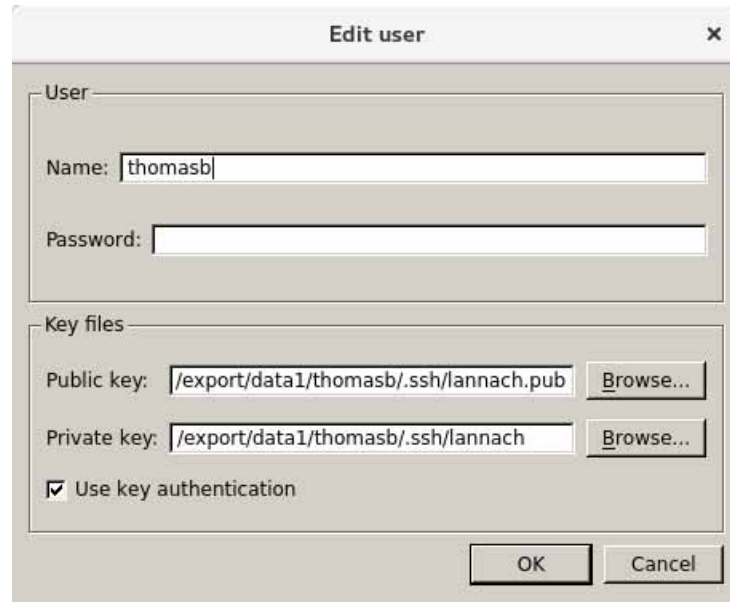 Edit user ×
User
Name: thomasb
Password:
Key files
Public key: /export/data1/thomasb/.ssh/lannach.pub Browse...
Private key: /export/data1/thomasb/.ssh/lannach Browse...
Use key authentication
OK Cancel